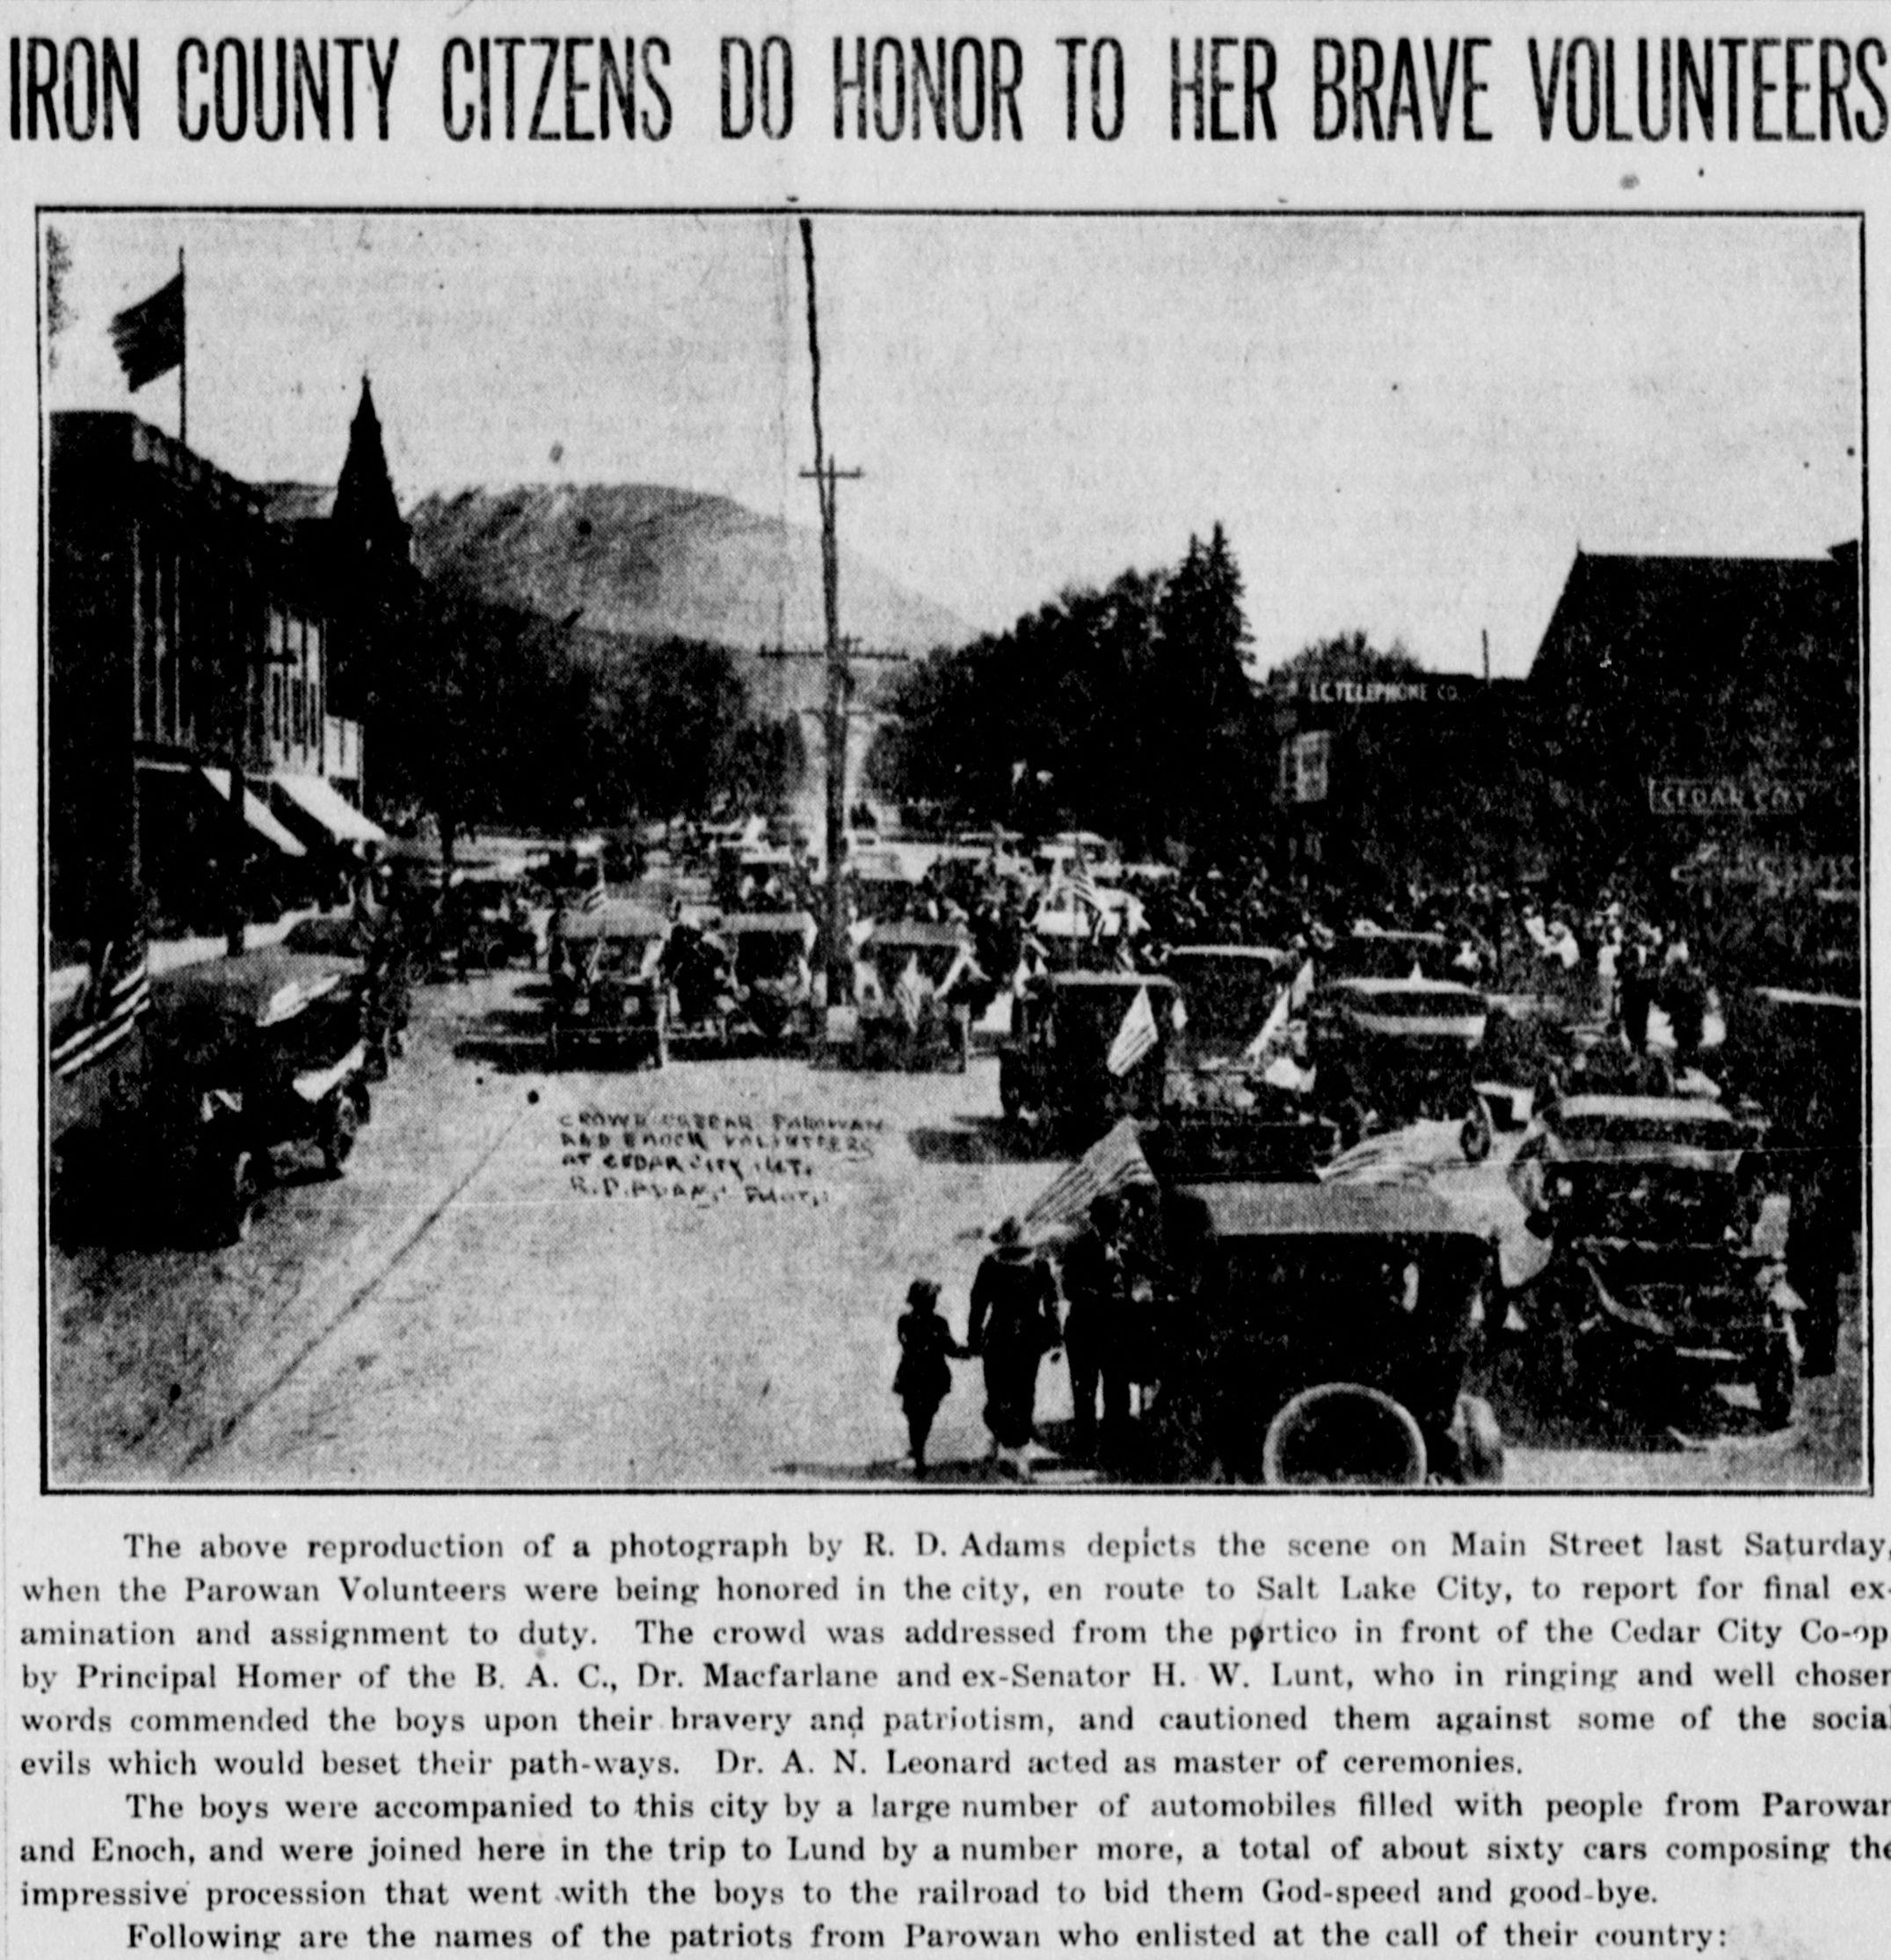 IRON COUNTY CITZENS DO HONOR TO HER BRAVE VOLUNTEERS
I.C. TELEPHONE CO.
CEDAR CITY
CROWD CEDAR PAROWAN
AND ENOCH VOLUNTEERS
AT CEDAR CITY, UT.
R.D. ADAMS PHOTO
The above reproduction of a photograph by R. D. Adams depicts the scene on Main Street last Saturday,
when the Parowan Volunteers were being honored in the city, en route to Salt Lake City, to report for final ex-
amination and assignment to duty. The crowd was addressed from the portico in front of the Cedar City Co-op
by Principal Homer of the B. A. C., Dr. Macfarlane and ex-Senator H. W. Lunt, who in ringing and well chosen
words commended the boys upon their bravery and patriotism, and cautioned them against some of the social
evils which would beset their path-ways. Dr. A. N. Leonard acted as master of ceremonies.
The boys were accompanied to this city by a large number of automobiles filled with people from Parowan
and Enoch, and were joined here in the trip to Lund by a number more, a total of about sixty cars composing the
impressive procession that went with the boys to the railroad to bid them God-speed and good-bye.
Following are the names of the patriots from Parowan who enlisted at the call of their country: